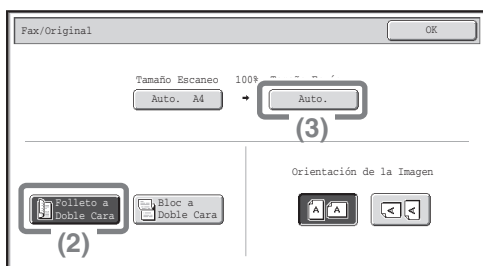 Fax/Original
OK
Tamaño Escaneo 100%
Auto. A4
Auto.
(3)
Orientación de la Imagen
Folleto a
Doble Cara
Bloc a
Doble Cara
A A
A A
(2)